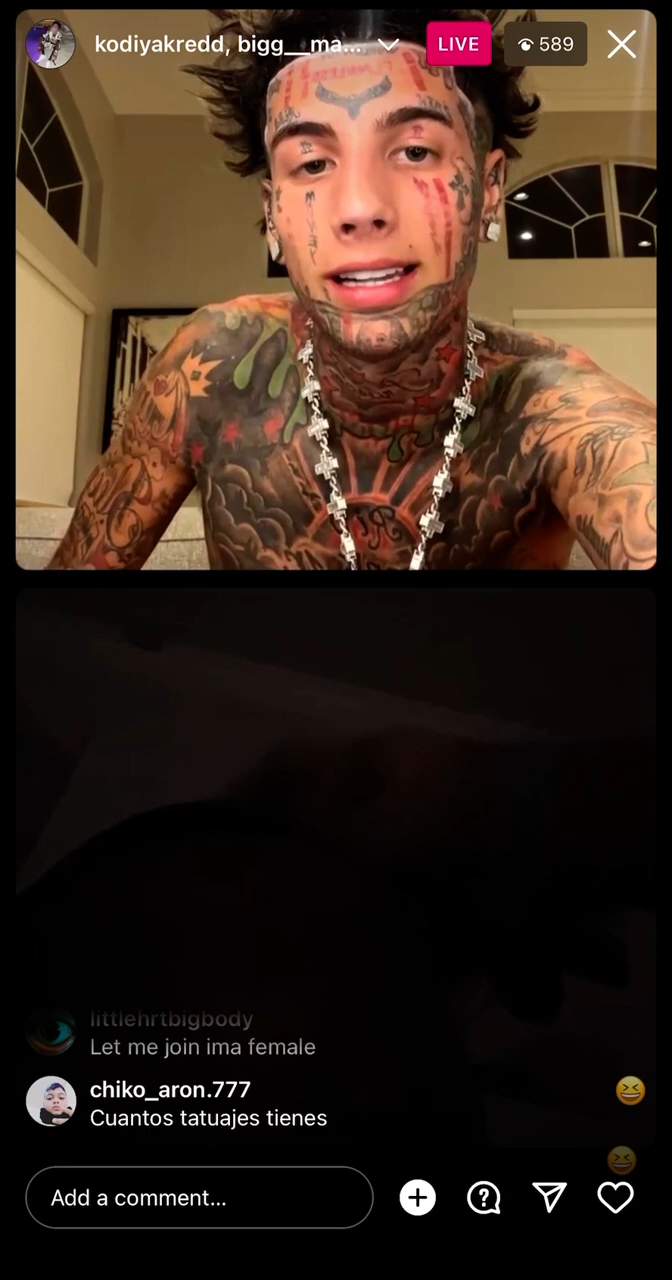 kodiyakredd, bigg__ma...
LIVE
589
littlehrtbigbody
Let me join ima female
chiko_aron.777
Cuantos tatuajes tienes
Add a comment...